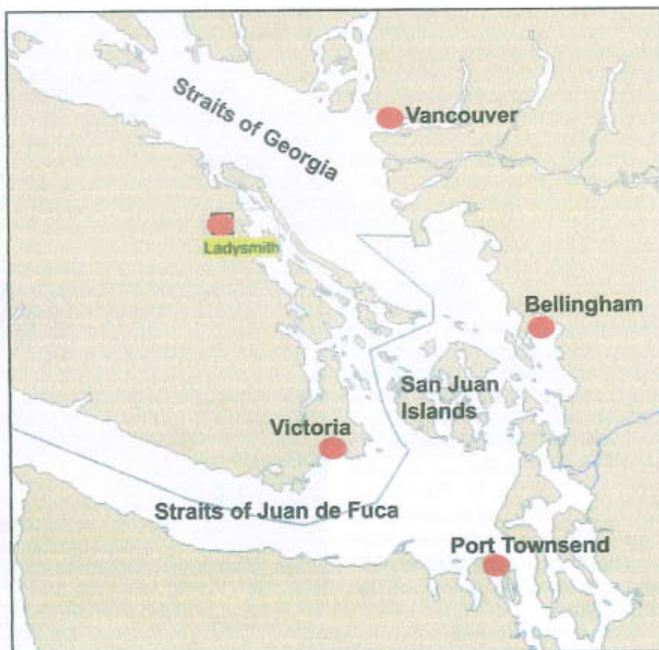 Straits of Georgia
Vancouver
Ladysmith
Bellingham
San Juan
Islands
Victoria
Straits of Juan de Fuca
Port Townsend